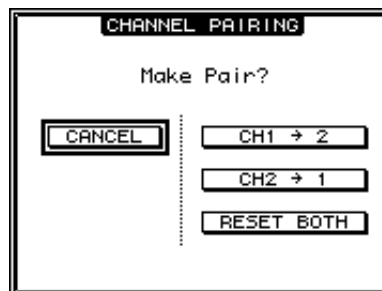 CHANNEL PAIRING
Make Pair?
CANCEL
CH1 → 2
CH2 → 1
RESET BOTH